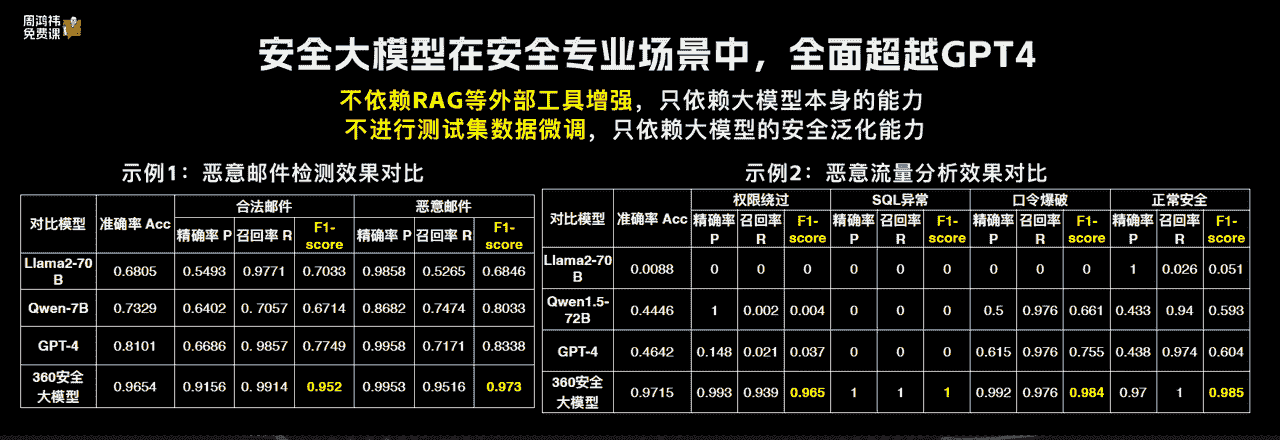 周鸿祎
免费课
安全大模型在安全专业场景中，全面超越GPT4
不依赖RAG等外部工具增强，只依赖大模型本身的能力
不进行测试集数据微调，只依赖大模型的安全泛化能力
示例1：恶意邮件检测效果对比
对比模型 准确率 Acc 合法邮件 恶意邮件
精确率 P 召回率 R F1-score 精确率 P 召回率 R F1-score
Llama2-70B 0.6805 0.5493 0.9771 0.7033 0.9858 0.5265 0.6846
Qwen-7B 0.7329 0.6402 0. 7057 0.6714 0.8682 0.7474 0.8033
GPT-4 0.8101 0.6686 0. 9857 0.7749 0.9958 0.7171 0.8338
360安全大模型 0.9654 0.9156 0. 9914 0.952 0.9953 0.9516 0.973
示例2：恶意流量分析效果对比
对比模型 准确率 Acc 权限绕过 SQL异常 口令爆破 正常安全
精确率P 召回率R F1-score 精确率P 召回率R F1-score 精确率P 召回率R F1-score 精确率P 召回率R F1-score
Llama2-70B 0.0088 0 0 0 0 0 0 0 0 0 1 0.026 0.051
Qwen1.5-72B 0.4446 1 0.002 0.004 0 0 0 0.5 0.976 0.661 0.433 0.94 0.593
GPT-4 0.4642 0.148 0.021 0.037 0 0 0 0.615 0.976 0.755 0.438 0.974 0.604
360安全大模型 0.9715 0.993 0.939 0.965 1 1 1 0.992 0.976 0.984 0.97 1 0.985